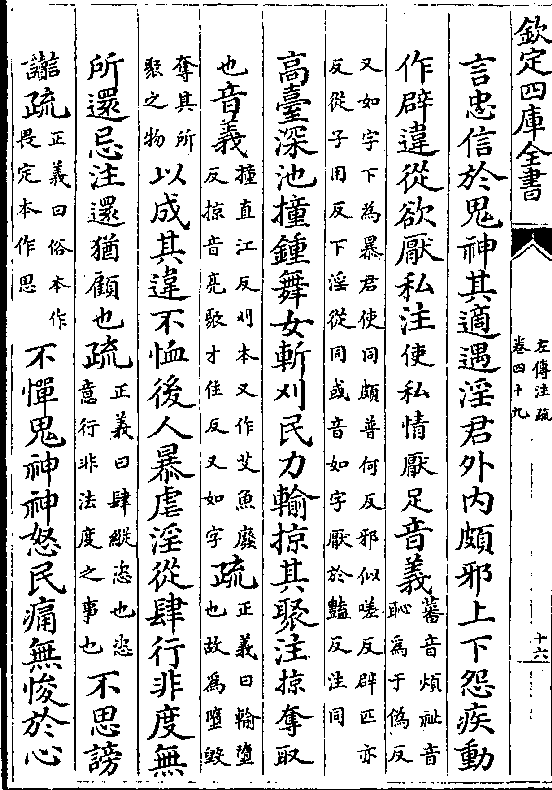 欽定四庫全書
左傳注疏
卷四十九
十六
言忠信於鬼神其適遇淫君外内頗邪上下怨疾動
作辟違從欲厭私注使私情厭足音義蕃音煩祉音
恥為于偽反
又如字下為暴君使同頗普何反邪似嗟反辟匹亦
反從子用反下淫從同或音如字厭於豔反注同
高臺深池撞鍾舞女斬刈民力輸掠其聚注掠奪取
也音義撞直江反刈本又作艾魚廢
反掠音亮聚才住反又如字疏正義曰輸墮
也故為墮毀
奪其所
聚之物以成其違不恤後人暴虐淫從肆行非度無
所還忌注還猶顧也疏正義曰肆縱恣也恣
意行非法度之事也不思謗
讟疏正義曰俗本作
畏定本作思不憚鬼神神怒民痛無悛於心